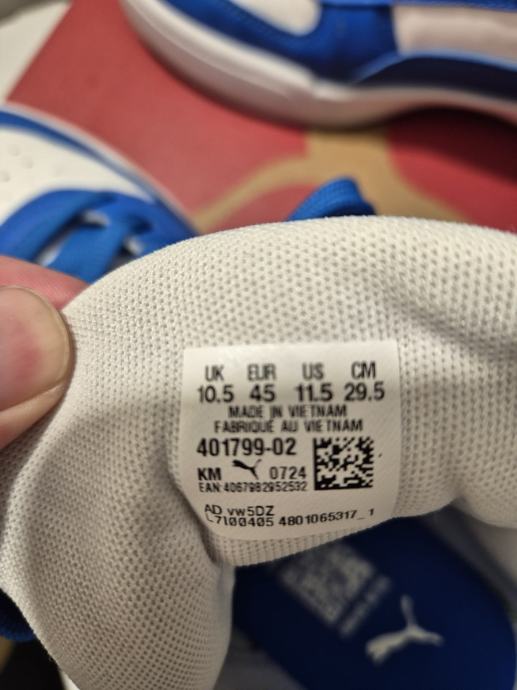 UK EUR US CM
10.5 45 11.5 29.5
MADE IN VIETNAM
FABRIQUÉ AU VIETNAM
401799-02
KM 0724
EAN:4067982952532
AD vw5DZ
L7100405 4801065317_1